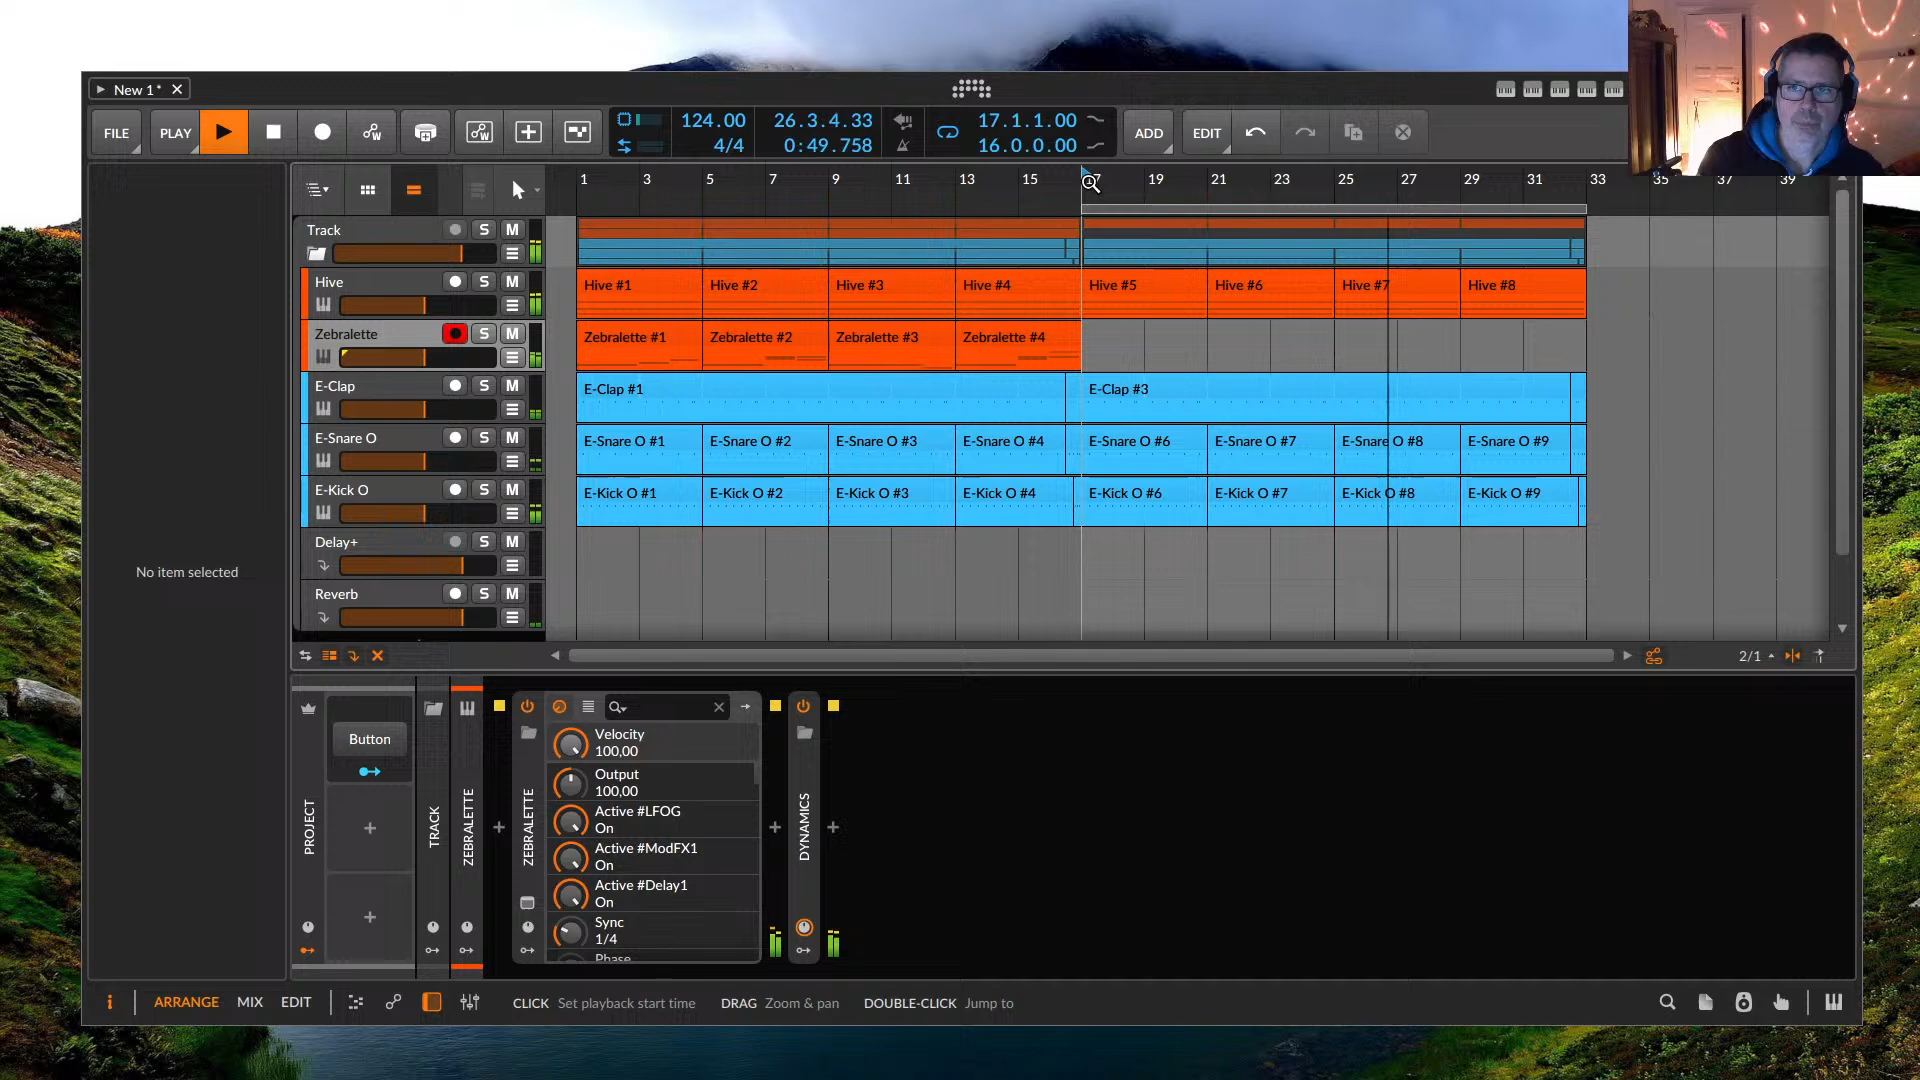 New 1*
FILE
PLAY
124.00
4/4
26.3.4.33
0:49.758
17.1.1.00
16.0.0.00
ADD
EDIT
1 3 5 7 9 11 13 15 17 19 21 23 25 27 29 31 33 35 37 39
Track S M
Hive S M
Hive #1 Hive #2 Hive #3 Hive #4 Hive #5 Hive #6 Hive #7 Hive #8
Zebralette S M
Zebralette #1 Zebralette #2 Zebralette #3 Zebralette #4
E-Clap S M
E-Clap #1 E-Clap #3
E-Snare O S M
E-Snare O #1 E-Snare O #2 E-Snare O #3 E-Snare O #4 E-Snare O #6 E-Snare O #7 E-Snare O #8 E-Snare O #9
E-Kick O S M
E-Kick O #1 E-Kick O #2 E-Kick O #3 E-Kick O #4 E-Kick O #6 E-Kick O #7 E-Kick O #8 E-Kick O #9
Delay+ S M
Reverb S M
No item selected
2/1
PROJECT
Button
TRACK
ZEBRALETTE
ZEBRALETTE
Velocity
100,00
Output
100,00
Active #LFOG
On
Active #ModFX1
On
Active #Delay1
On
Sync
1/4
Phase
DYNAMICS
ARRANGE MIX EDIT
CLICK Set playback start time DRAG Zoom & pan DOUBLE-CLICK Jump to